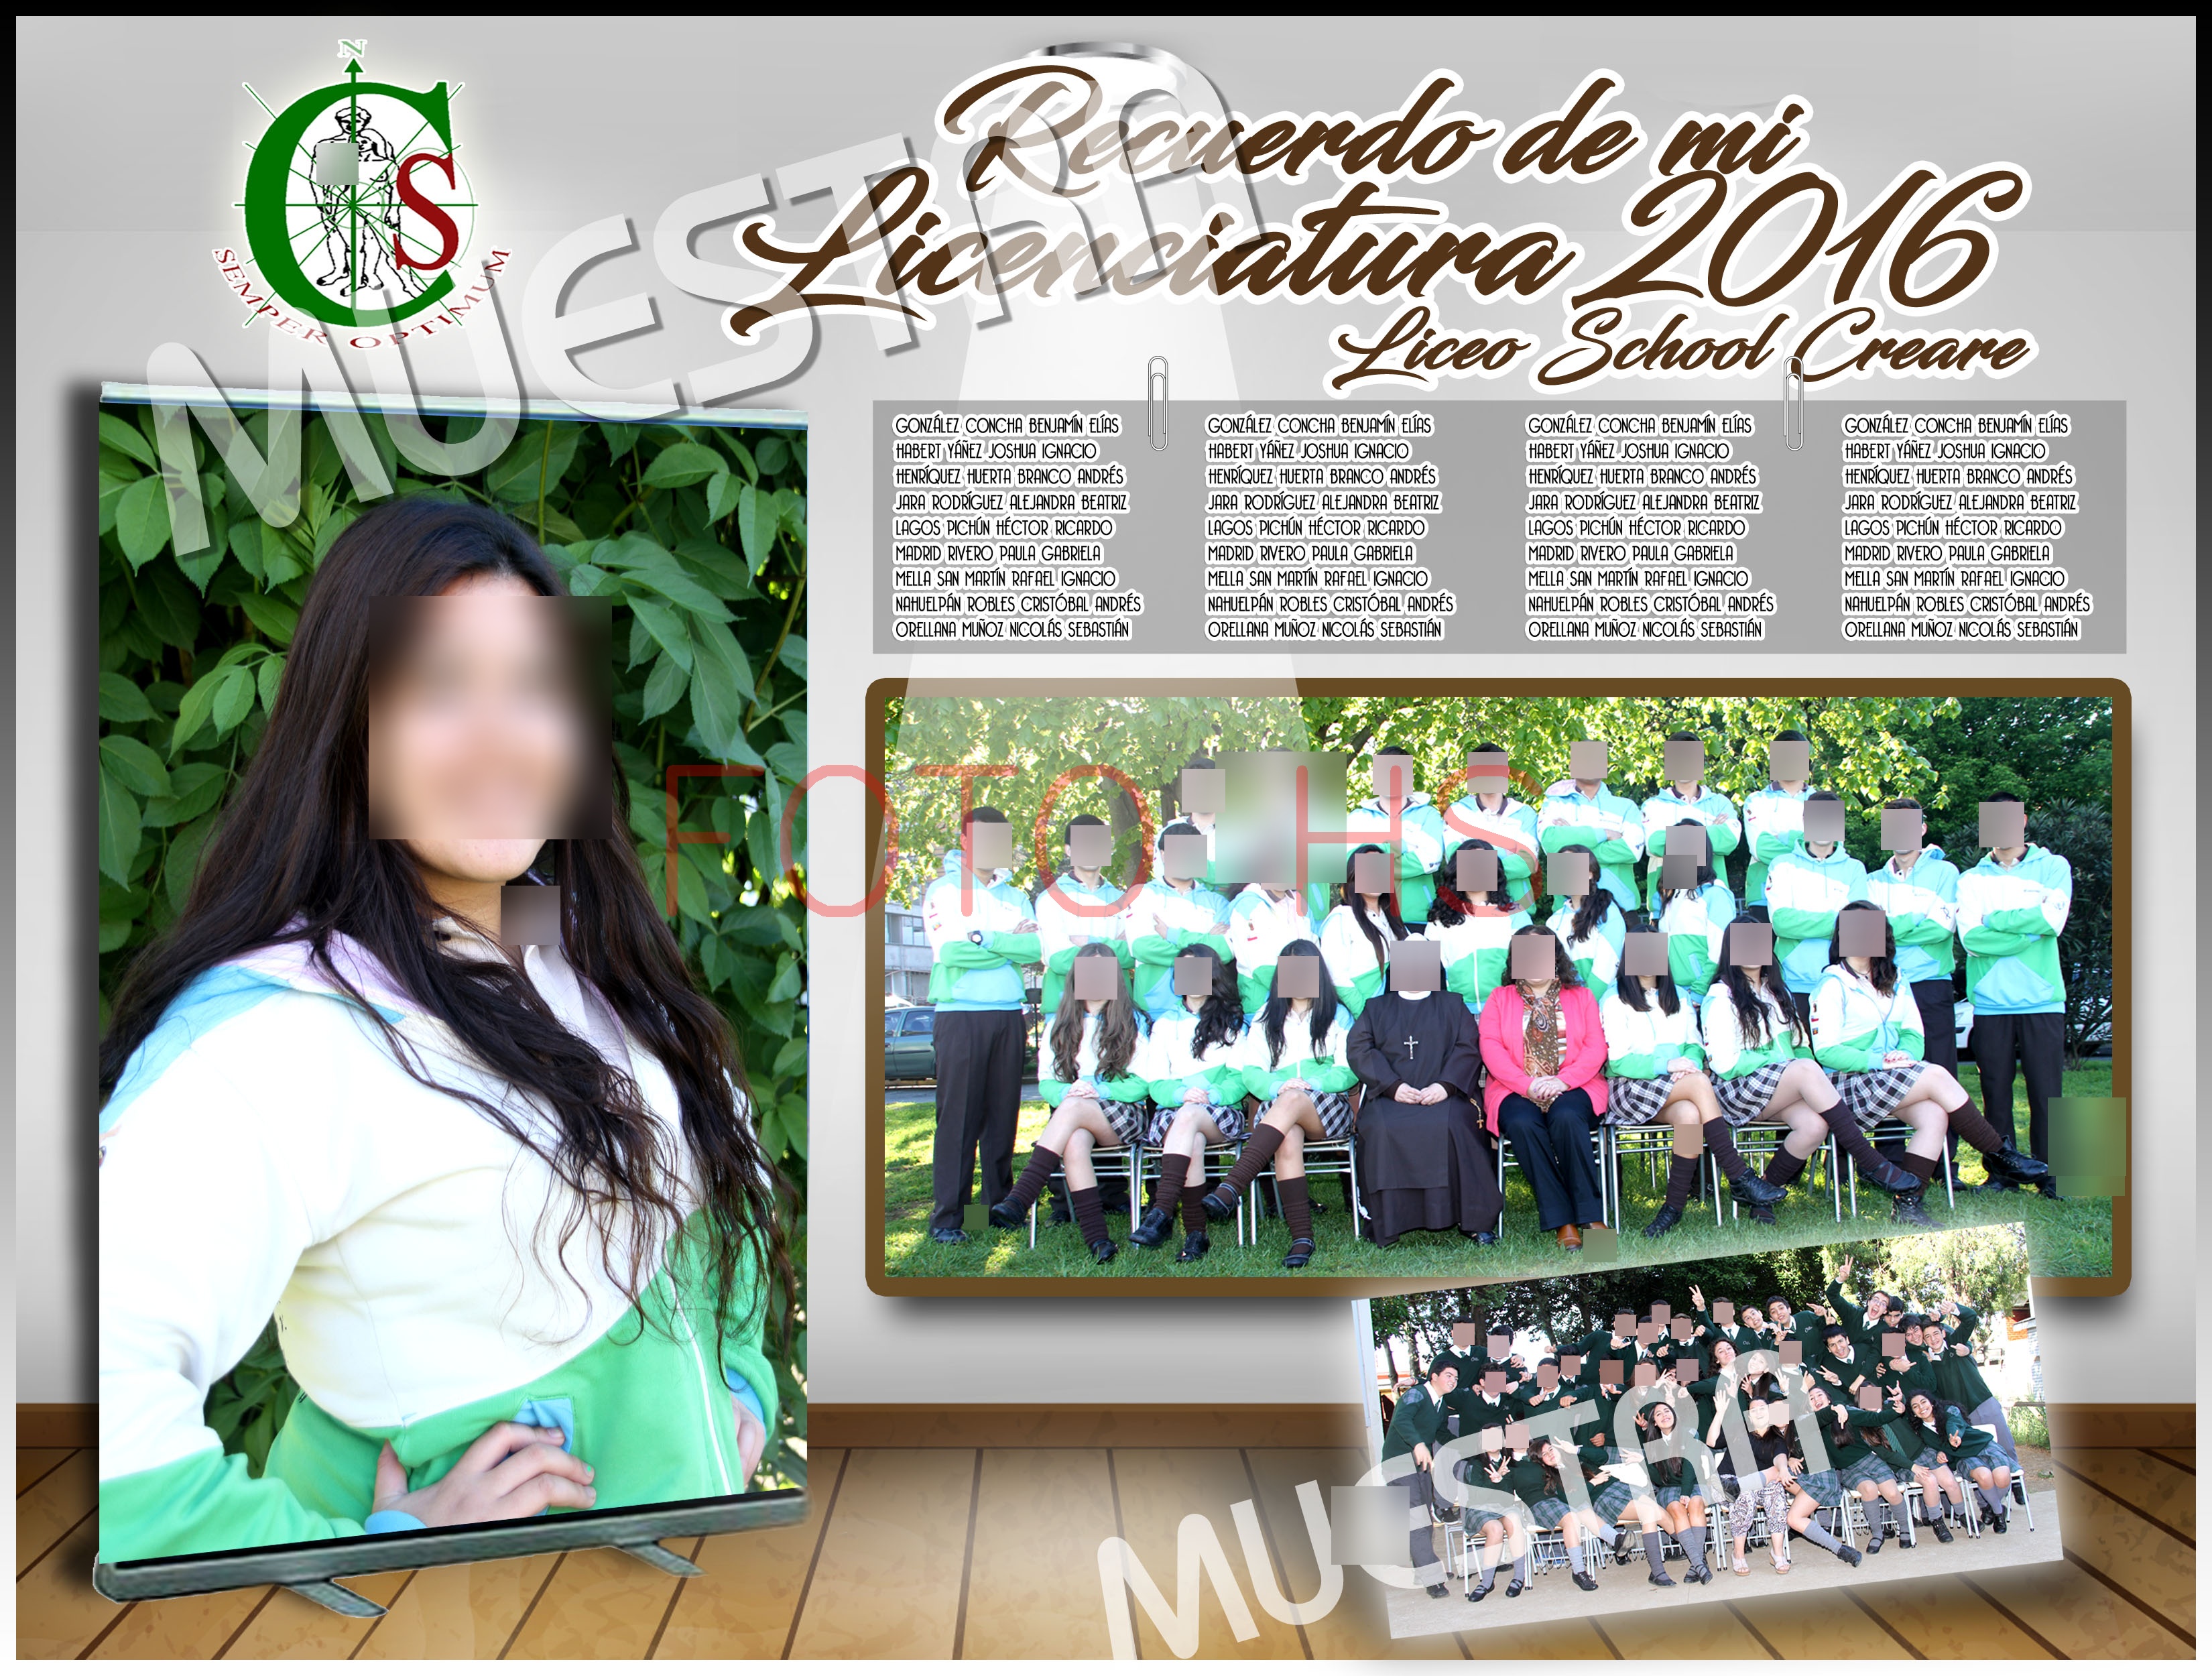 N
CS
SEMPER OPTIMUM
Recuerdo de mi
Licenciatura 2016
Liceo School Creare
MUESTRA
GONZÁLEZ CONCHA BENJAMÍN ELÍAS
HABERT YÁÑEZ JOSHUA IGNACIO
HENRÍQUEZ HUERTA BRANCO ANDRÉS
JARA RODRÍGUEZ ALEJANDRA BEATRIZ
LAGOS PICHÚN HÉCTOR RICARDO
MADRID RIVERO PAULA GABRIELA
MELLA SAN MARTÍN RAFAEL IGNACIO
NAHUELPÁN ROBLES CRISTÓBAL ANDRÉS
ORELLANA MUÑOZ NICOLÁS SEBASTIÁN
GONZÁLEZ CONCHA BENJAMÍN ELÍAS
HABERT YÁÑEZ JOSHUA IGNACIO
HENRÍQUEZ HUERTA BRANCO ANDRÉS
JARA RODRÍGUEZ ALEJANDRA BEATRIZ
LAGOS PICHÚN HÉCTOR RICARDO
MADRID RIVERO PAULA GABRIELA
MELLA SAN MARTÍN RAFAEL IGNACIO
NAHUELPÁN ROBLES CRISTÓBAL ANDRÉS
ORELLANA MUÑOZ NICOLÁS SEBASTIÁN
GONZÁLEZ CONCHA BENJAMÍN ELÍAS
HABERT YÁÑEZ JOSHUA IGNACIO
HENRÍQUEZ HUERTA BRANCO ANDRÉS
JARA RODRÍGUEZ ALEJANDRA BEATRIZ
LAGOS PICHÚN HÉCTOR RICARDO
MADRID RIVERO PAULA GABRIELA
MELLA SAN MARTÍN RAFAEL IGNACIO
NAHUELPÁN ROBLES CRISTÓBAL ANDRÉS
ORELLANA MUÑOZ NICOLÁS SEBASTIÁN
GONZÁLEZ CONCHA BENJAMÍN ELÍAS
HABERT YÁÑEZ JOSHUA IGNACIO
HENRÍQUEZ HUERTA BRANCO ANDRÉS
JARA RODRÍGUEZ ALEJANDRA BEATRIZ
LAGOS PICHÚN HÉCTOR RICARDO
MADRID RIVERO PAULA GABRIELA
MELLA SAN MARTÍN RAFAEL IGNACIO
NAHUELPÁN ROBLES CRISTÓBAL ANDRÉS
ORELLANA MUÑOZ NICOLÁS SEBASTIÁN
FOTO HS
MUESTRA